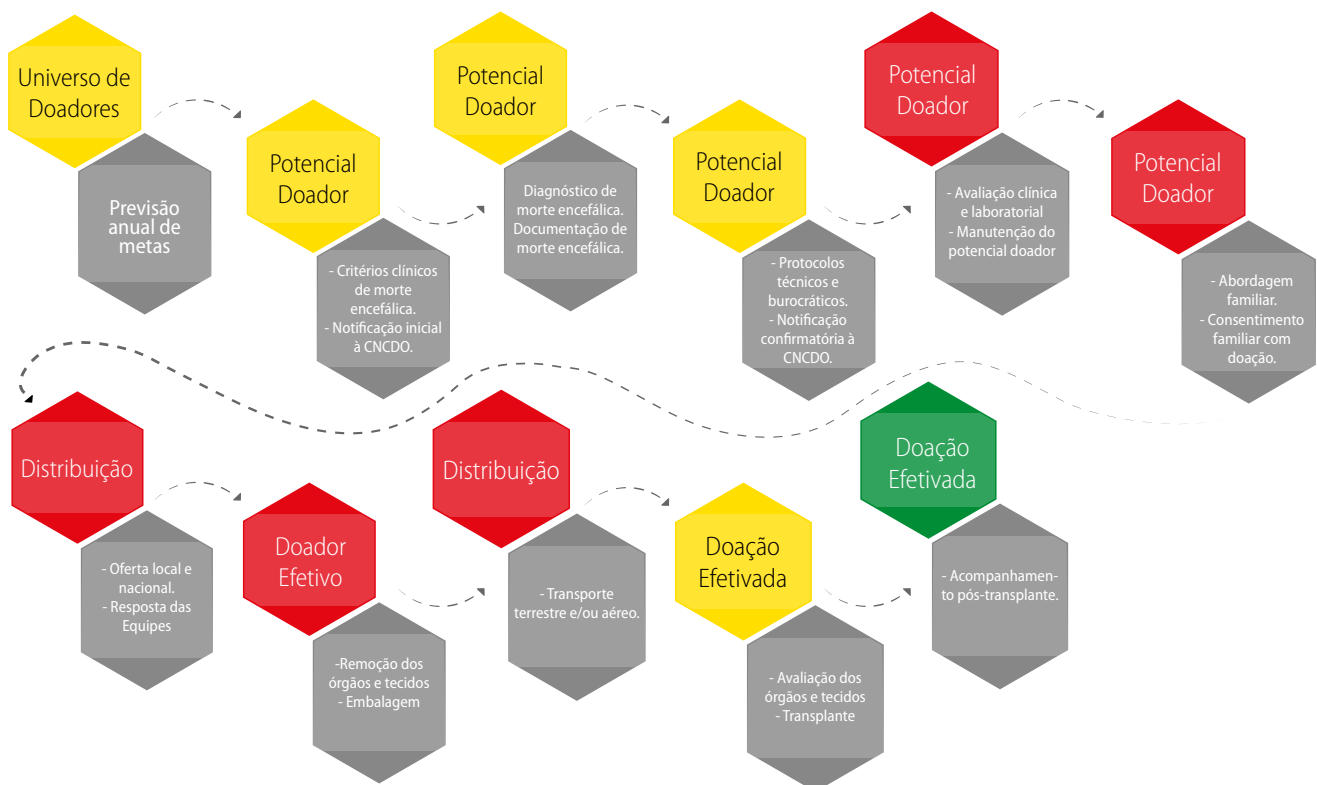 Universo de
Doadores
Previsão
anual de
metas
Potencial
Doador
- Critérios clínicos
de morte
encefálica.
- Notificação inicial
à CNCDO.
Potencial
Doador
Diagnóstico de
morte encefálica.
Documentação de
morte encefálica.
Potencial
Doador
- Protocolos
técnicos e
burocráticos.
- Notificação
confirmatória à
CNCDO.
Potencial
Doador
- Avaliação clínica
e laboratorial
- Manutenção do
potencial doador
Potencial
Doador
- Abordagem
familiar.
- Consentimento
familiar com
doação.
Distribuição
- Oferta local e
nacional.
- Resposta das
Equipes
Doador
Efetivo
-Remoção dos
órgãos e tecidos
- Embalagem
Distribuição
- Transporte
terrestre e/ou aéreo.
Doação
Efetivada
- Avaliação dos
órgãos e tecidos
- Transplante
Doação
Efetivada
- Acompanhamen-
to pós-transplante.